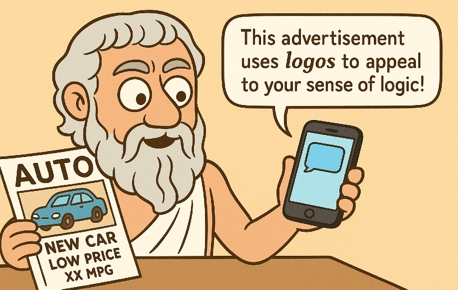 This advertisement
uses logos to appeal
to your sense of logic!
AUTO
NEW CAR
LOW PRICE
XX MPG